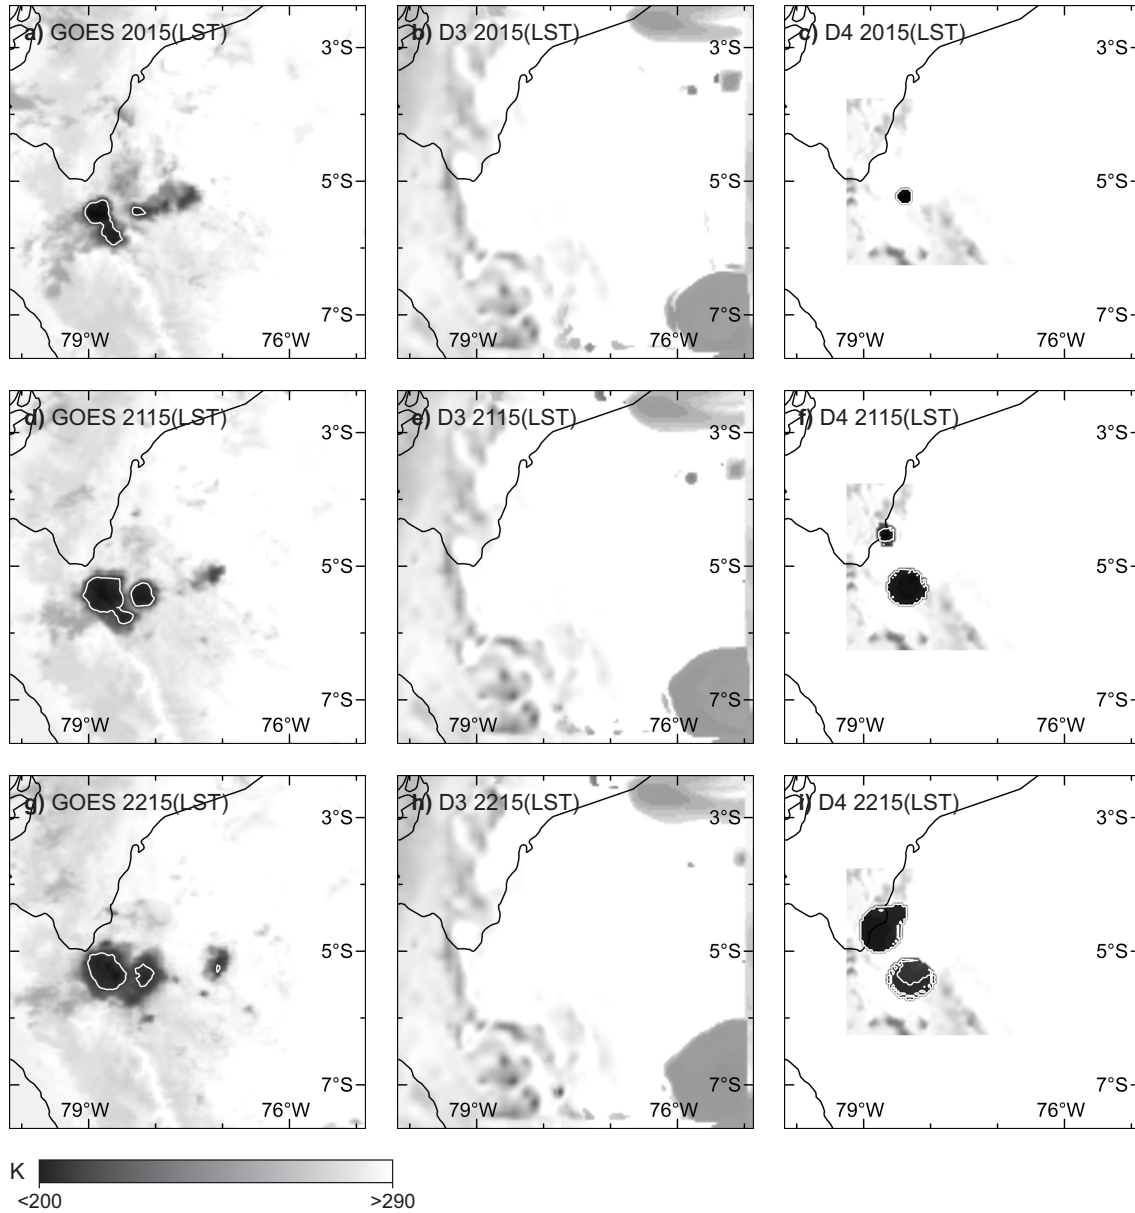 a) GOES 2015(LST)
b) D3 2015(LST)
c) D4 2015(LST)
3°S
3°S
3°S
5°S
5°S
5°S
7°S
7°S
7°S
79°W
76°W
79°W
76°W
79°W
76°W
d) GOES 2115(LST)
e) D3 2115(LST)
f) D4 2115(LST)
3°S
3°S
3°S
5°S
5°S
5°S
7°S
7°S
7°S
79°W
76°W
79°W
76°W
79°W
76°W
g) GOES 2215(LST)
h) D3 2215(LST)
i) D4 2215(LST)
3°S
3°S
3°S
5°S
5°S
5°S
7°S
7°S
7°S
79°W
76°W
79°W
76°W
79°W
76°W
K
<200
>290